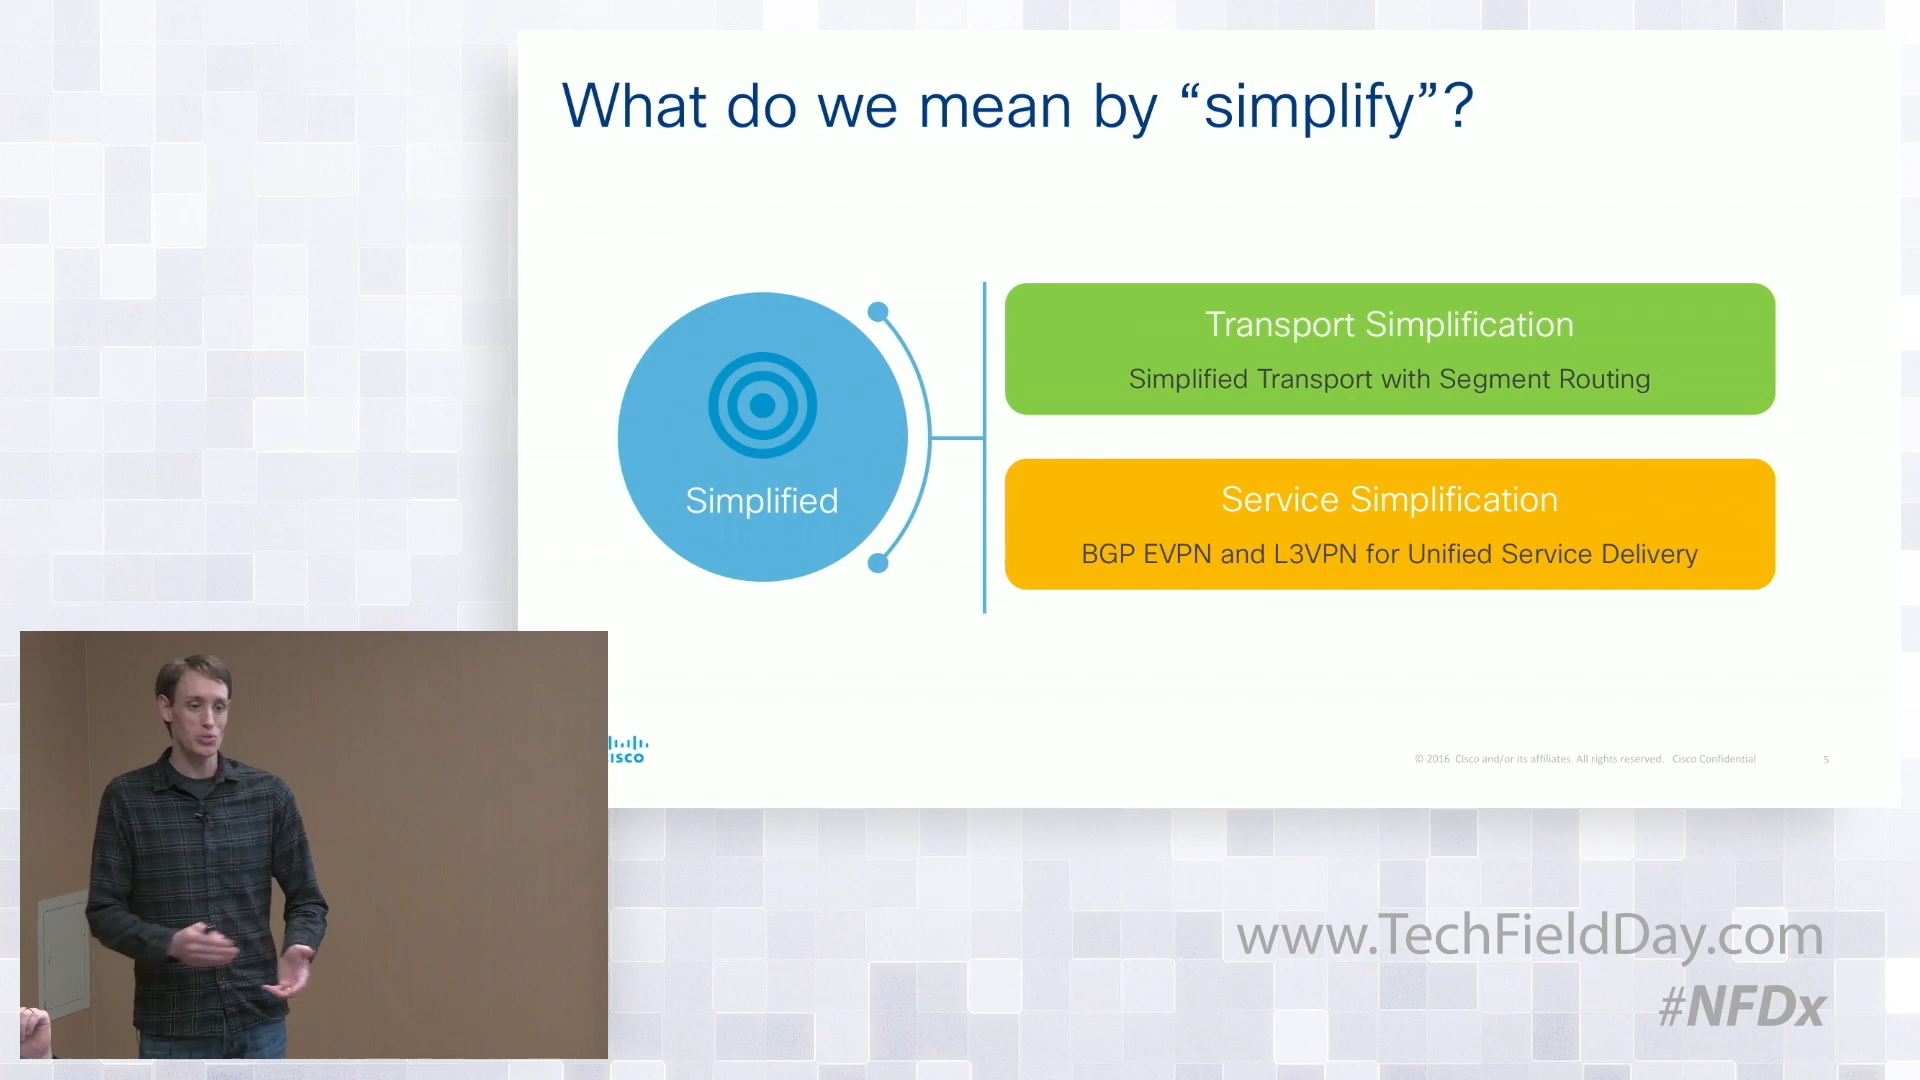 What do we mean by “simplify”?
Simplified
Transport Simplification
Simplified Transport with Segment Routing
Service Simplification
BGP EVPN and L3VPN for Unified Service Delivery
CISCO
© 2016 Cisco and/or its affiliates. All rights reserved. Cisco Confidential
5
www.TechFieldDay.com
#NFDx